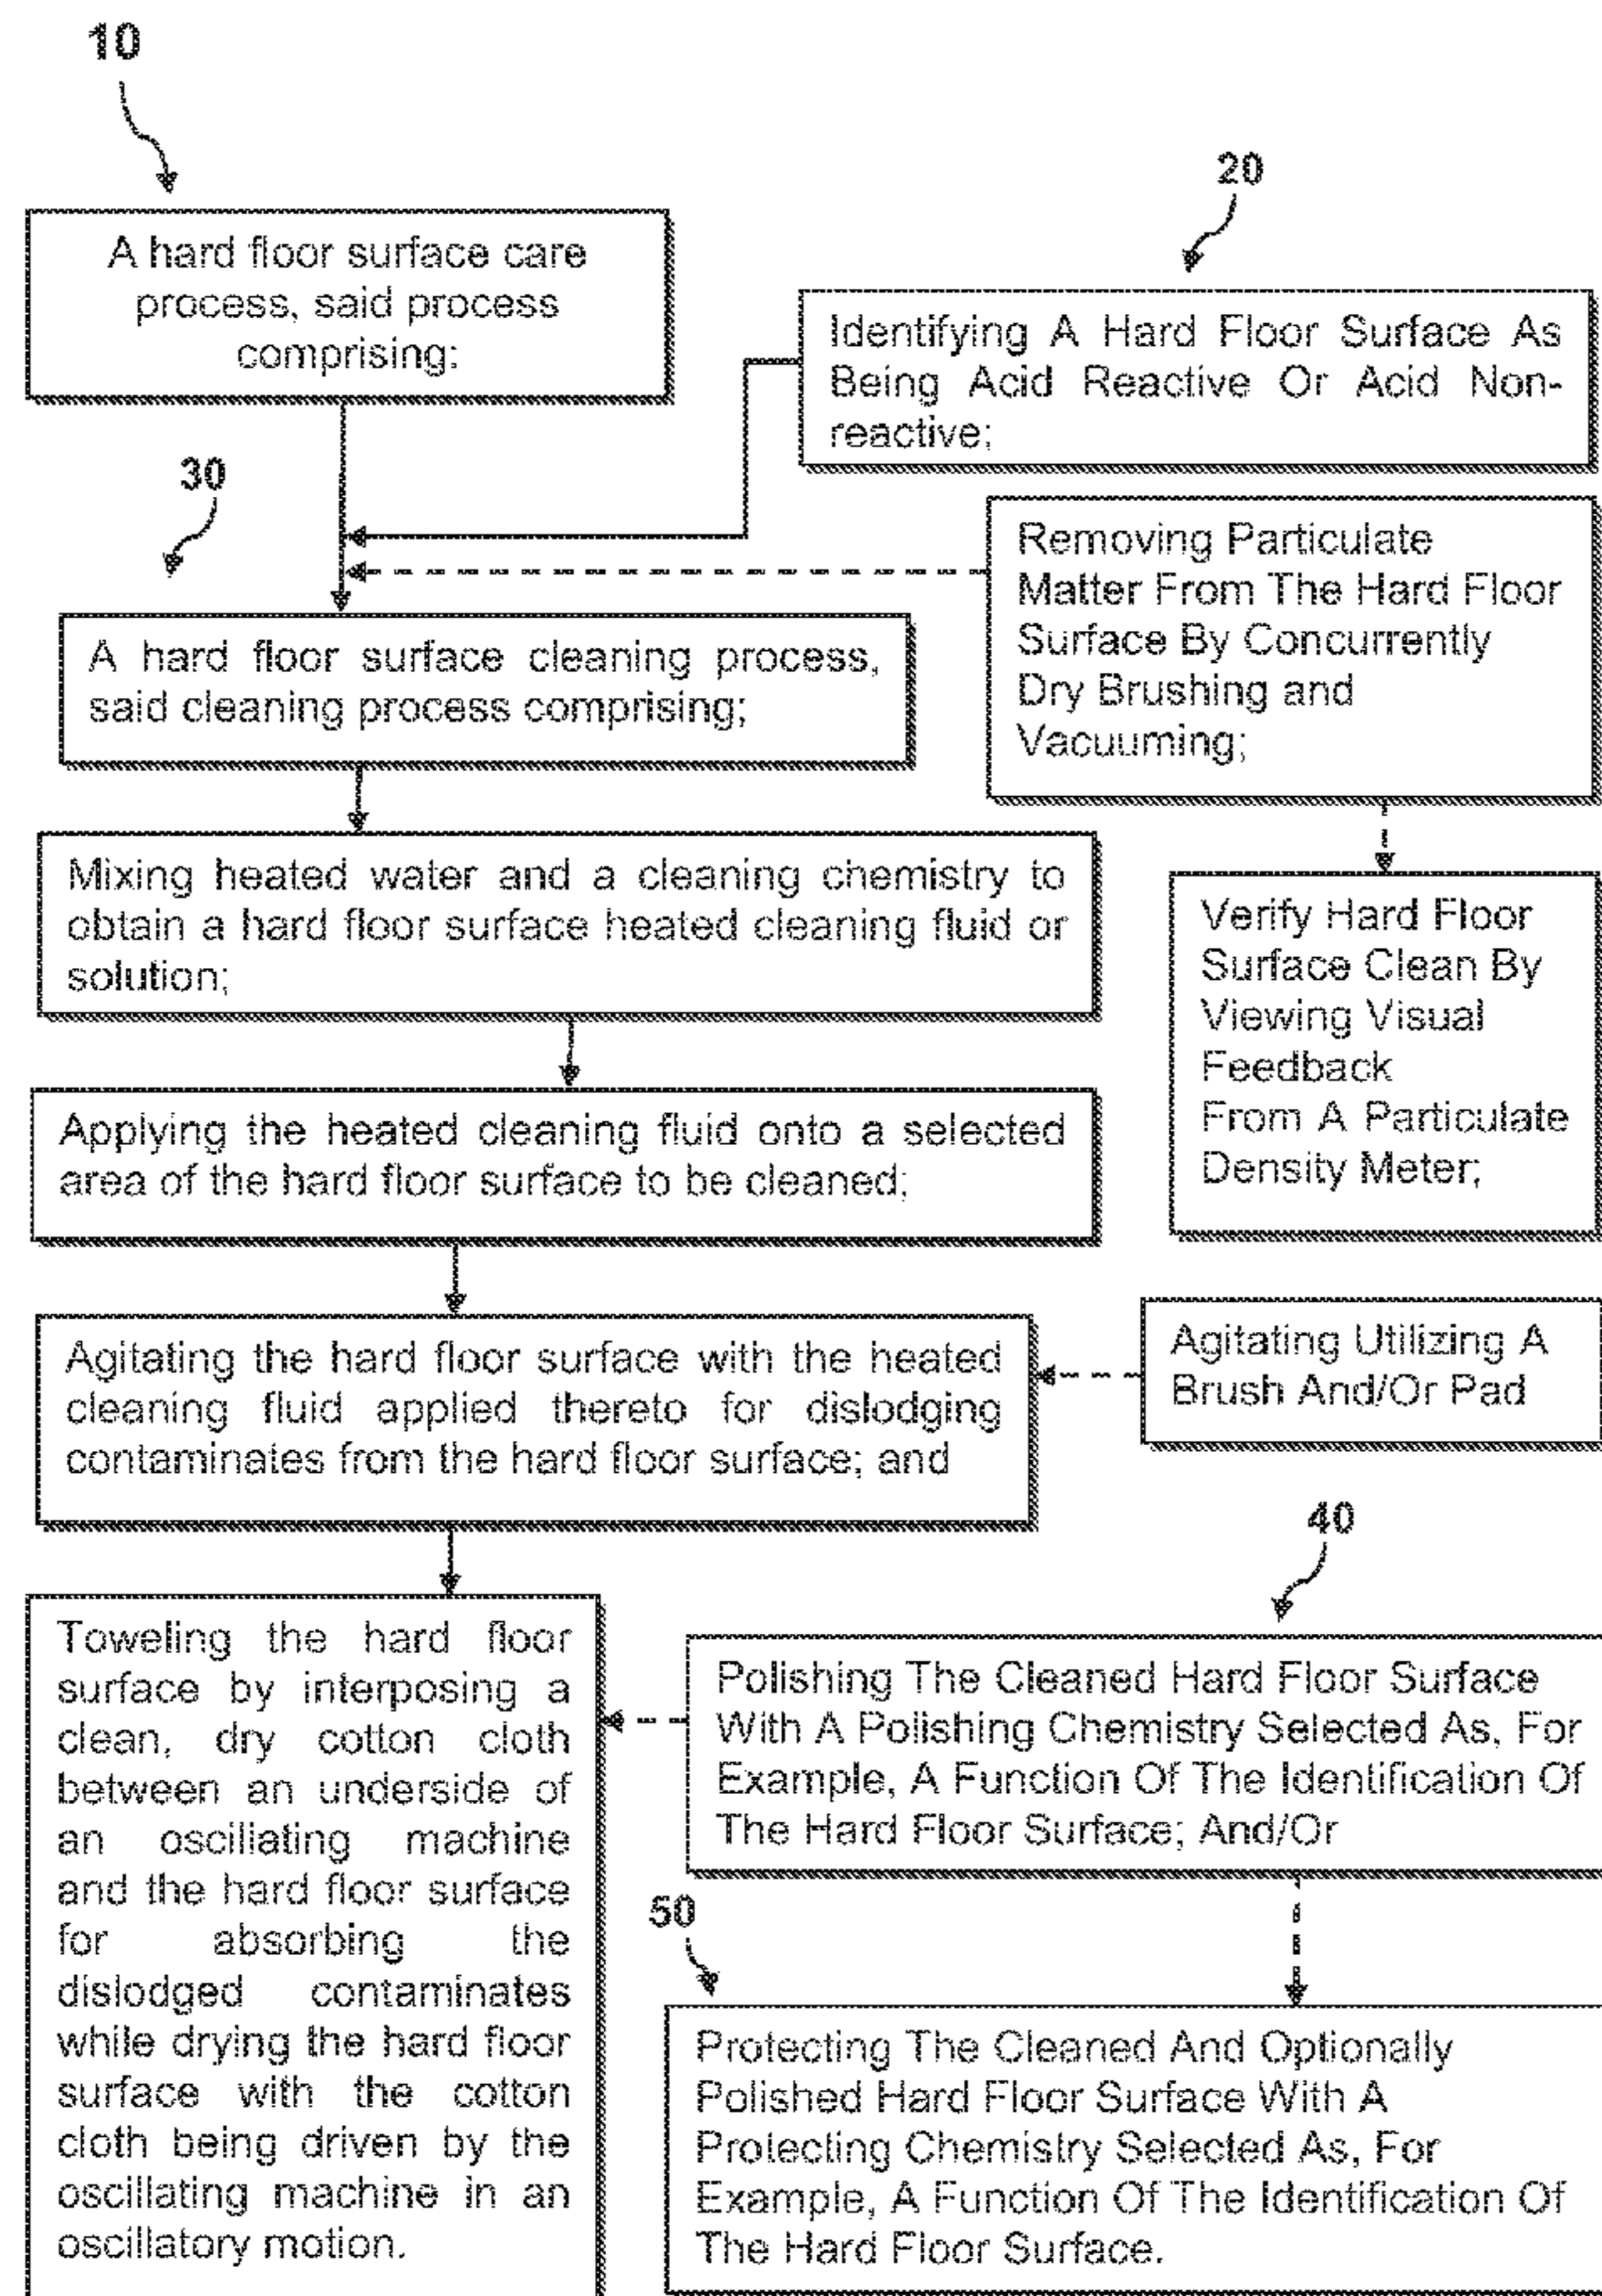 10
A hard floor surface care
process, said process
comprising;
20
Identifying A Hard Floor Surface As
Being Acid Reactive Or Acid Non-
reactive;
30
Removing Particulate
Matter From The Hard Floor
Surface By Concurrently
Dry Brushing and
Vacuuming;
A hard floor surface cleaning process,
said cleaning process comprising;
Mixing heated water and a cleaning chemistry to
obtain a hard floor surface heated cleaning fluid or
solution;
Verify Hard Floor
Surface Clean By
Viewing Visual
Feedback
From A Particulate
Density Meter;
Applying the heated cleaning fluid onto a selected
area of the hard floor surface to be cleaned;
Agitating the hard floor surface with the heated
cleaning fluid applied thereto for dislodging
contaminates from the hard floor surface; and
Agitating Utilizing A
Brush And/Or Pad
40
Toweling the hard floor
surface by interposing a
clean, dry cotton cloth
between an underside of
an oscillating machine
and the hard floor surface
for absorbing the
dislodged contaminates
while drying the hard floor
surface with the cotton
cloth being driven by the
oscillating machine in an
oscillatory motion.
Polishing The Cleaned Hard Floor Surface
With A Polishing Chemistry Selected As, For
Example, A Function Of The Identification Of
The Hard Floor Surface; And/Or
50
Protecting The Cleaned And Optionally
Polished Hard Floor Surface With A
Protecting Chemistry Selected As, For
Example, A Function Of The Identification Of
The Hard Floor Surface.